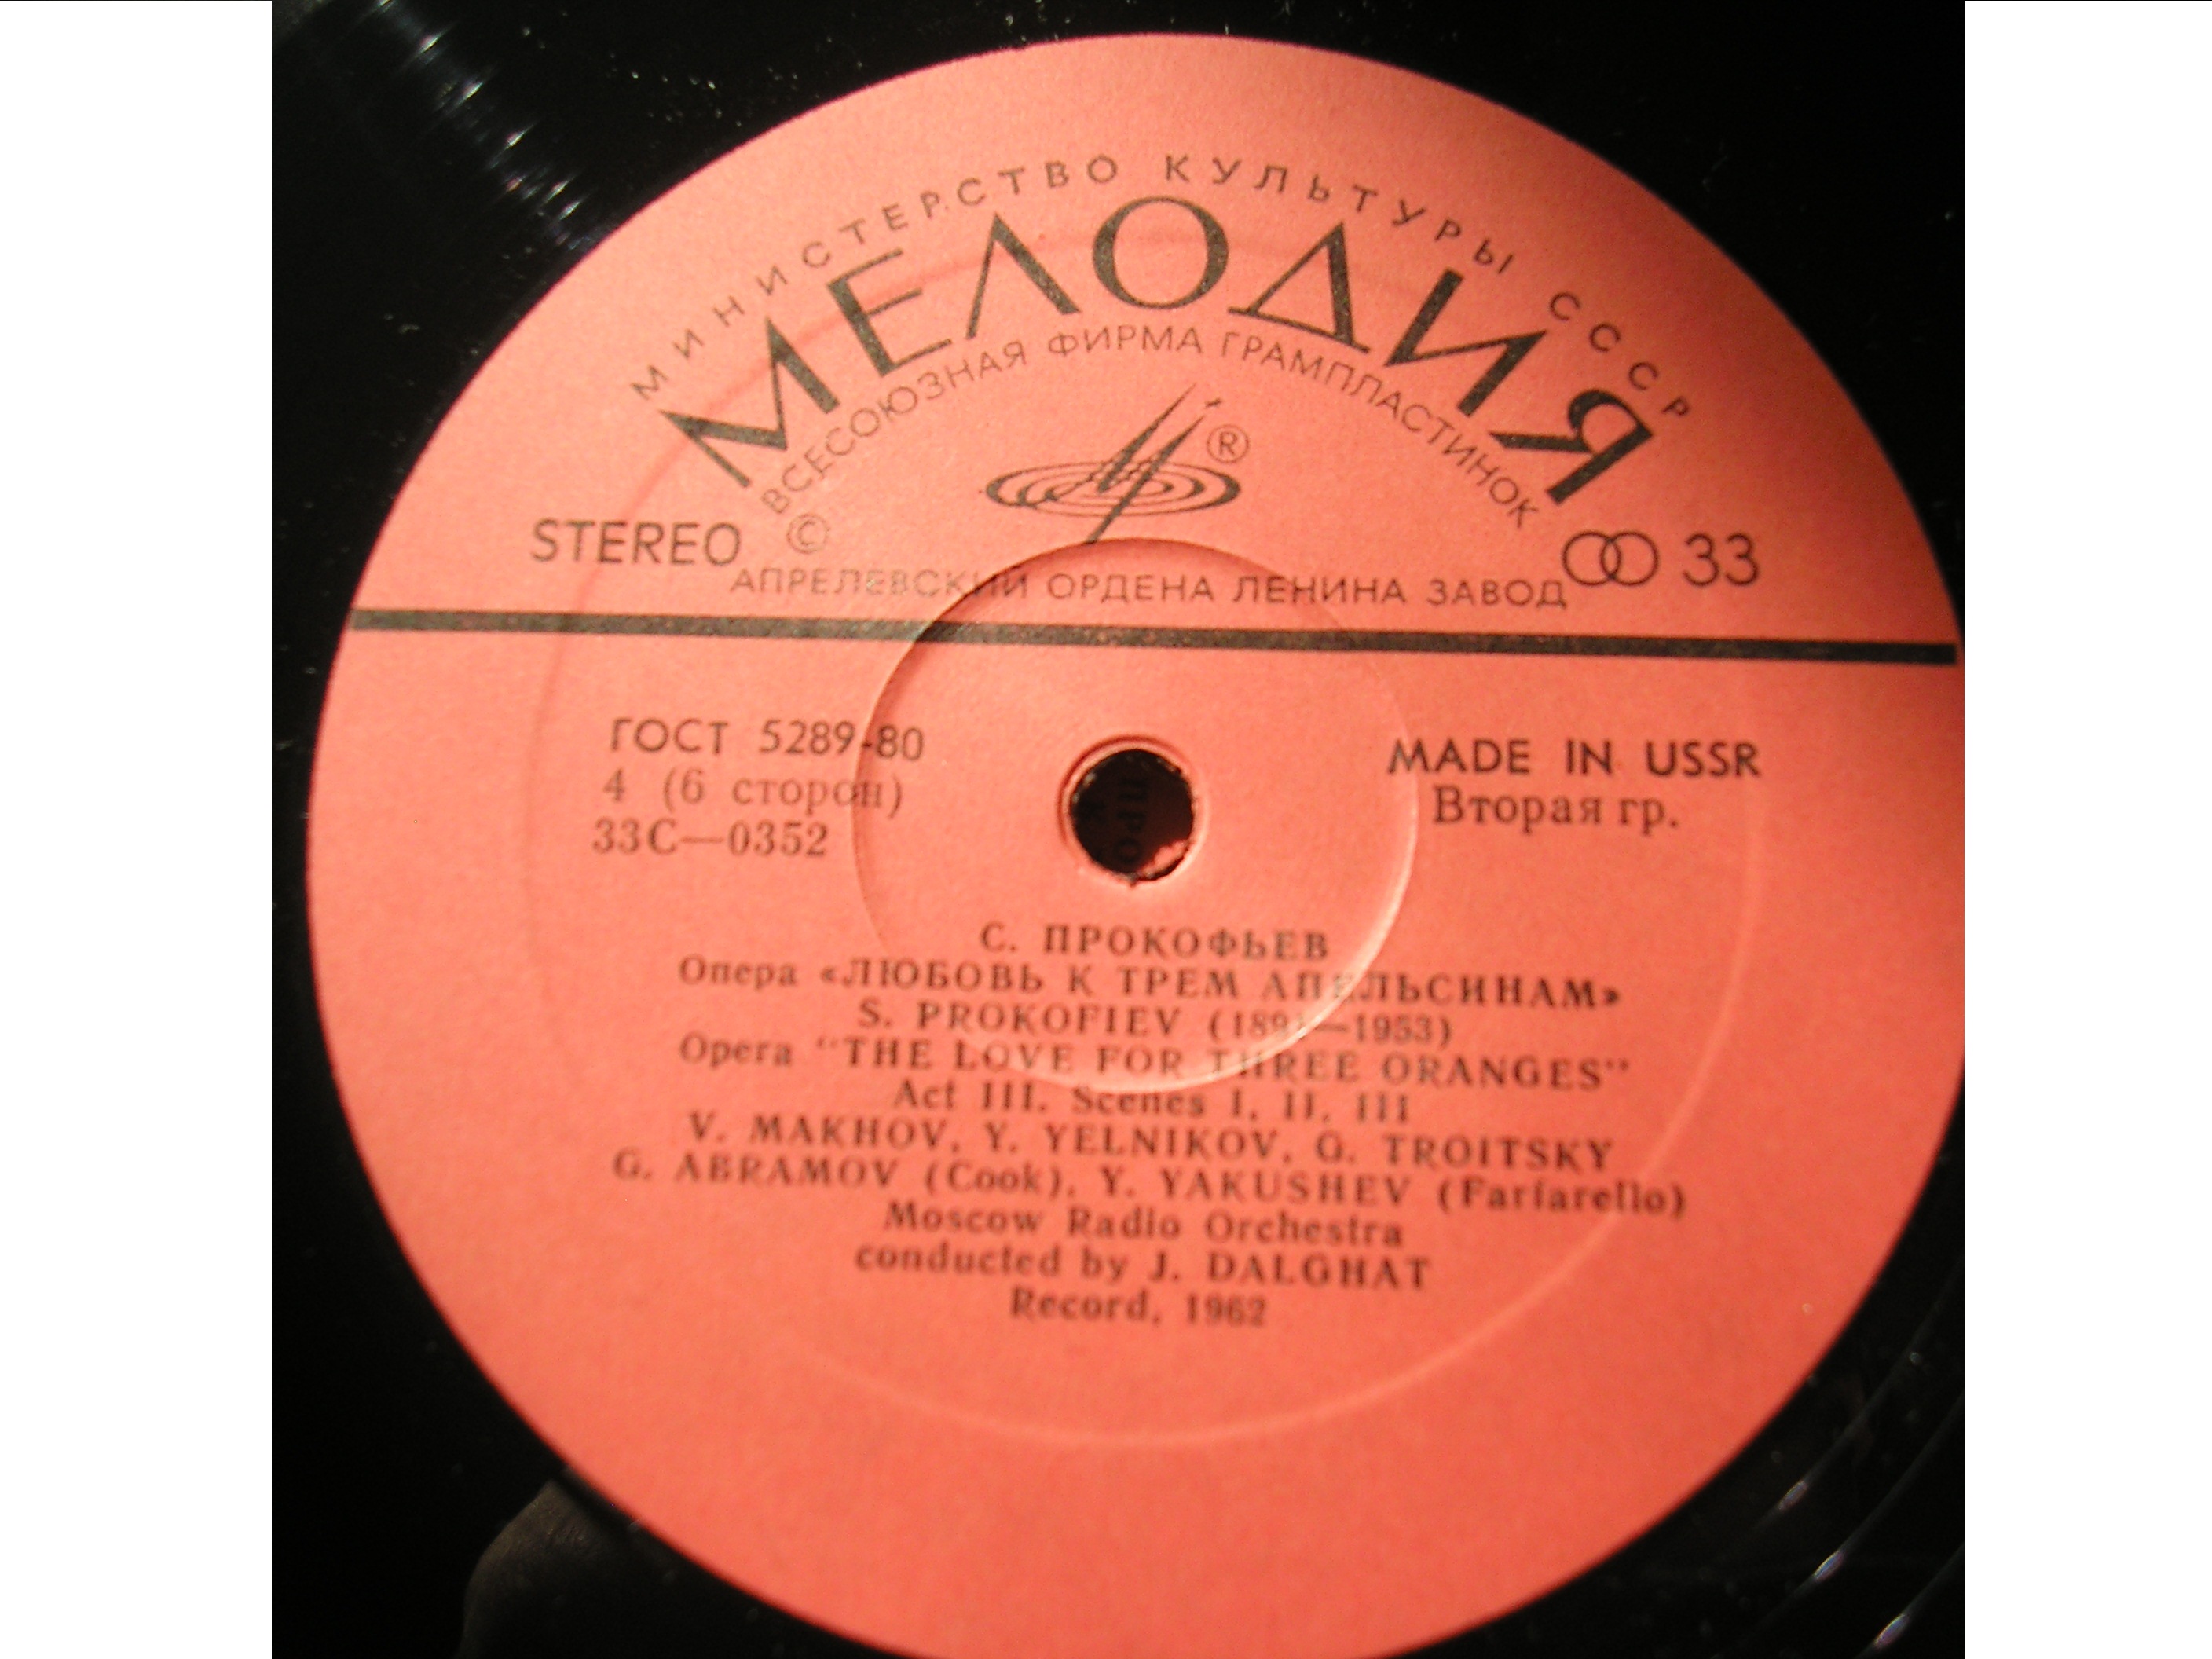 МИНИСТЕРСТВО КУЛЬТУРЫ СССР
МЕЛОДИЯ
ВСЕСОЮЗНАЯ ФИРМА ГРАМПЛАСТИНОК
®
STEREO © 33
АПРЕЛЕВСКИЙ ОРДЕНА ЛЕНИНА ЗАВОД
ГОСТ 5289-80
4 (6 сторон)
33С—0352
MADE IN USSR
Вторая гр.
С. ПРОКОФЬЕВ
Опера «ЛЮБОВЬ К ТРЕМ АПЕЛЬСИНАМ»
S. PROKOFIEV (1891—1953)
Opera "THE LOVE FOR THREE ORANGES"
Act III. Scenes I, II, III
V. MAKHOV, Y. YELNIKOV, G. TROITSKY
G. ABRAMOV (Cook), Y. YAKUSHEV (Farfarello)
Moscow Radio Orchestra
conducted by J. DALGHAT
Record, 1962